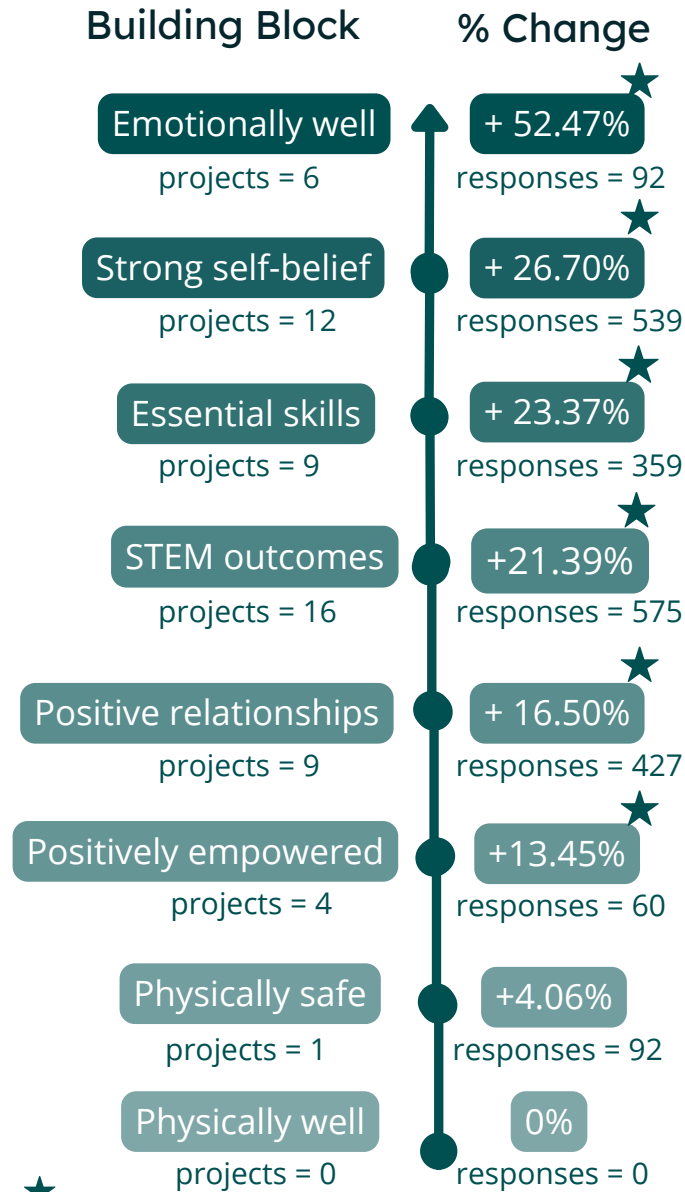 Building Block % Change
Emotionally well + 52.47%
projects = 6 responses = 92
Strong self-belief + 26.70%
projects = 12 responses = 539
Essential skills + 23.37%
projects = 9 responses = 359
STEM outcomes +21.39%
projects = 16 responses = 575
Positive relationships + 16.50%
projects = 9 responses = 427
Positively empowered +13.45%
projects = 4 responses = 60
Physically safe +4.06%
projects = 1 responses = 92
Physically well 0%
projects = 0 responses = 0